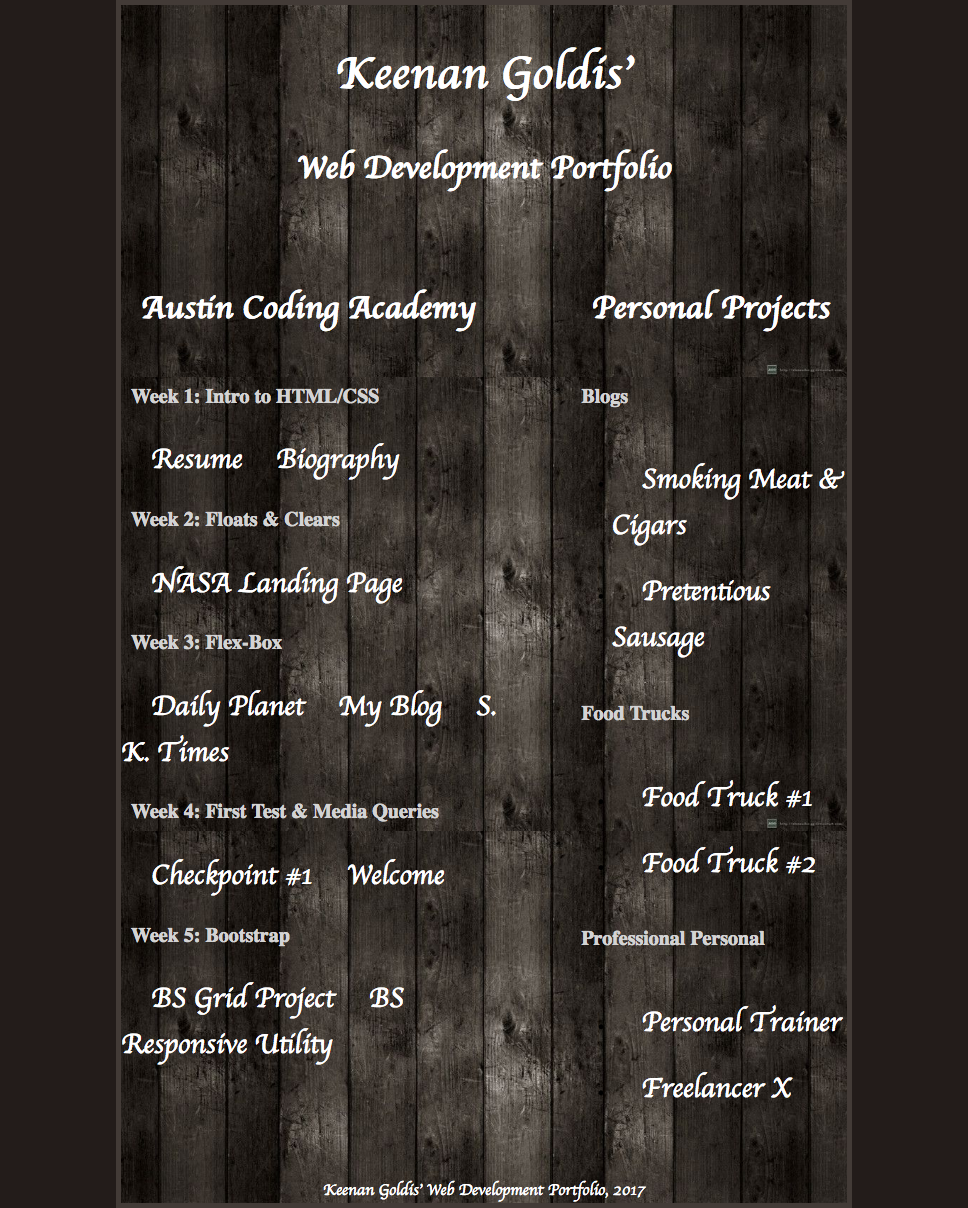 Keenan Goldis’
Web Development Portfolio
Austin Coding Academy
Week 1: Intro to HTML/CSS
Resume Biography
Week 2: Floats & Clears
NASA Landing Page
Week 3: Flex-Box
Daily Planet My Blog S.
K. Times
Week 4: First Test & Media Queries
Checkpoint #1 Welcome
Week 5: Bootstrap
BS Grid Project BS
Responsive Utility
Personal Projects
Blogs
Smoking Meat &
Cigars
Pretentious
Sausage
Food Trucks
Food Truck #1
Food Truck #2
Professional Personal
Personal Trainer
Freelancer X
Keenan Goldis’ Web Development Portfolio, 2017